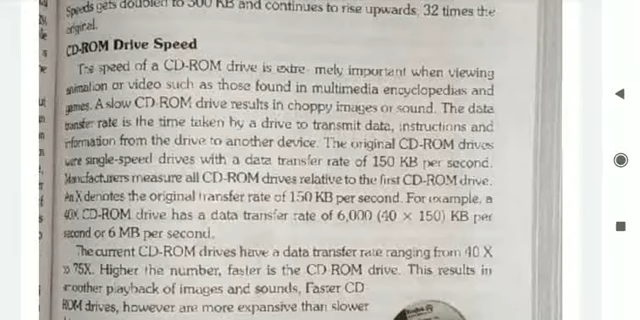 Speeds gets doubled to 300 KB and continues to rise upwards, 32 times the
original.
CD-ROM Drive Speed
The speed of a CD-ROM drive is extre- mely important when viewing
animation or video such as those found in multimedia encyclopedias and
games. A slow CD-ROM drive results in choppy images or sound. The data
transfer rate is the time taken by a drive to transmit data, instructions and
information from the drive to another device. The original CD-ROM drives
were single-speed drives with a data transfer rate of 150 KB per second.
Manufacturers measure all CD-ROM drives relative to the first CD-ROM drive.
An X denotes the original transfer rate of 150 KB per second. For example, a
40X CD-ROM drive has a data transfer rate of 6,000 (40 × 150) KB per
second or 6 MB per second.
The current CD-ROM drives have a data transfer rate ranging from 40 X
to 75X. Higher the number, faster is the CD ROM drive. This results in
smoother playback of images and sounds, Faster CD
ROM drives, however are more expansive than slower